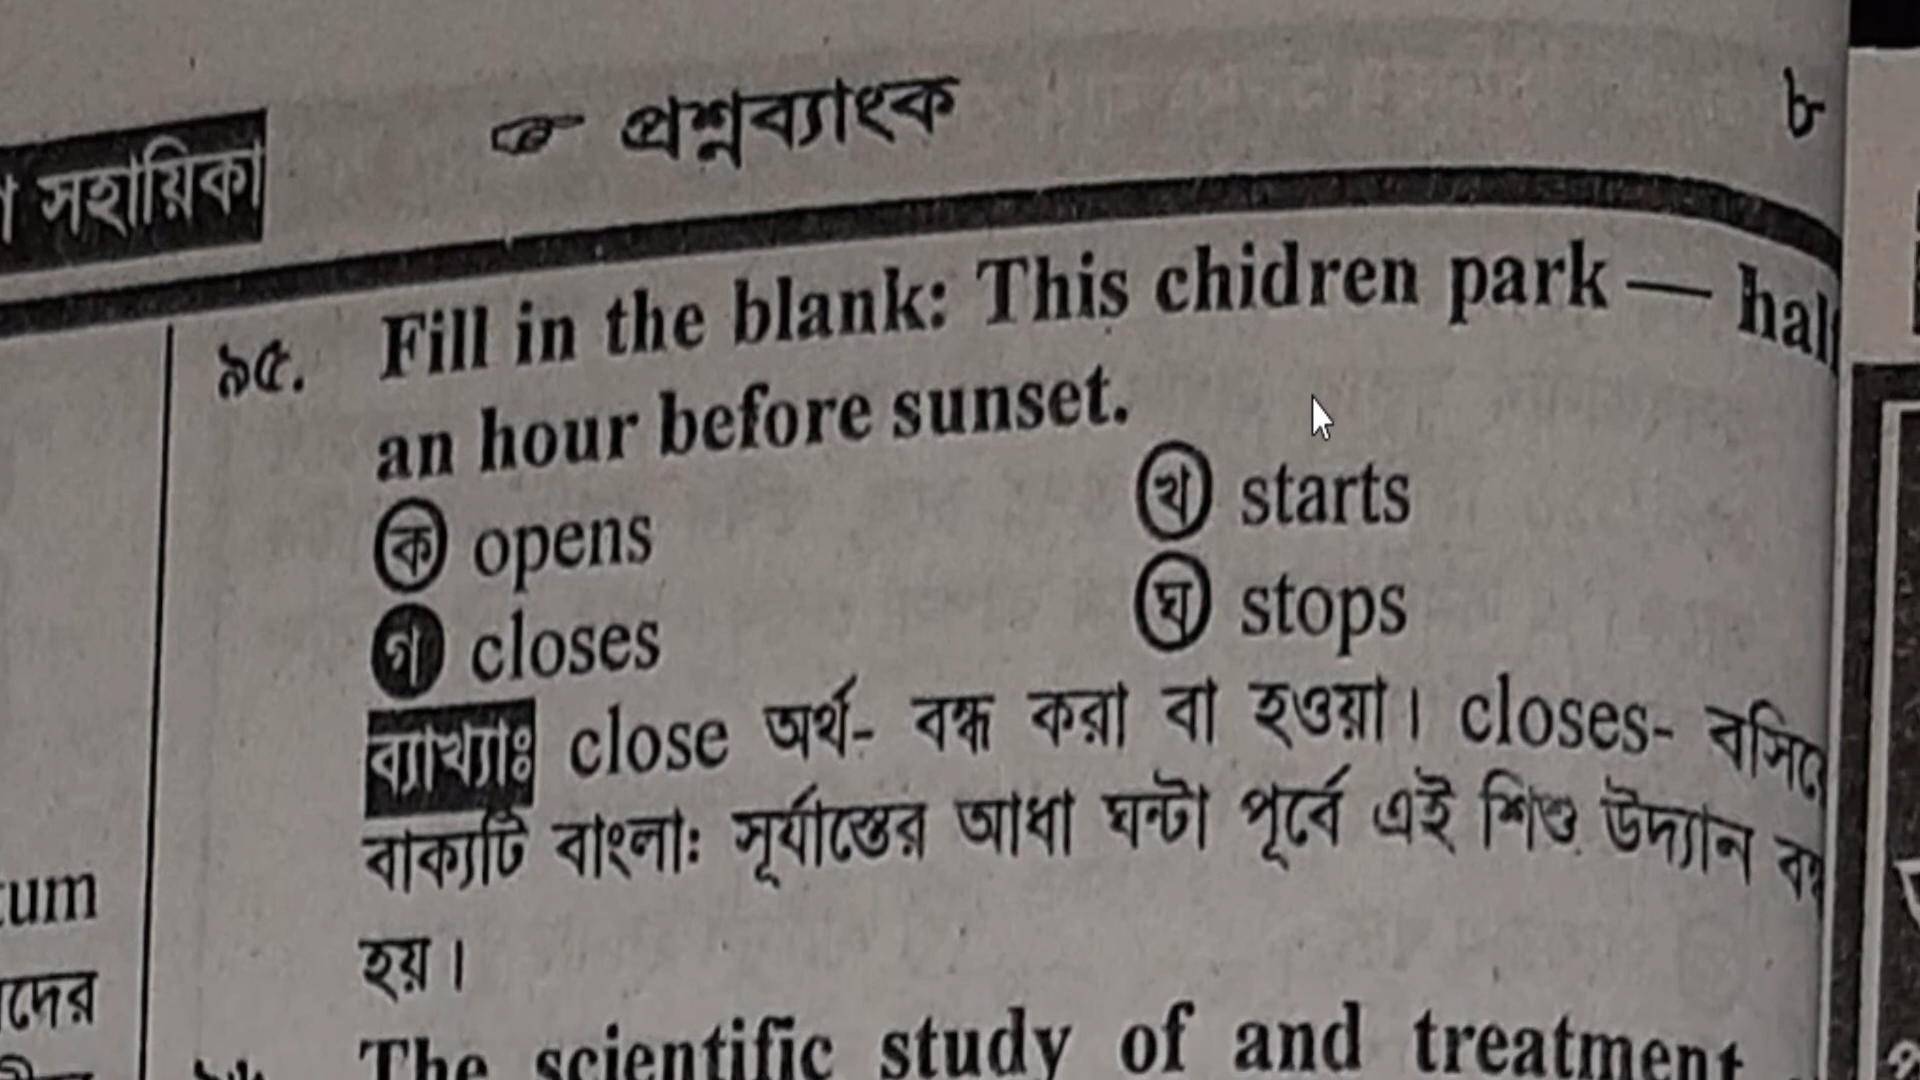 সহায়িকা
☞ প্রশ্নব্যাংক
৮
৯৫. Fill in the blank: This chidren park — hal
an hour before sunset.
ক opens
খ starts
গ closes
ঘ stops
ব্যাখ্যাঃ close অর্থ- বন্ধ করা বা হওয়া। closes-
বাক্যটি বাংলাঃ সূর্যাস্তের আধা ঘন্টা পূর্বে এই শিশু উদ্যান
হয়।
The scientific study of and treatment